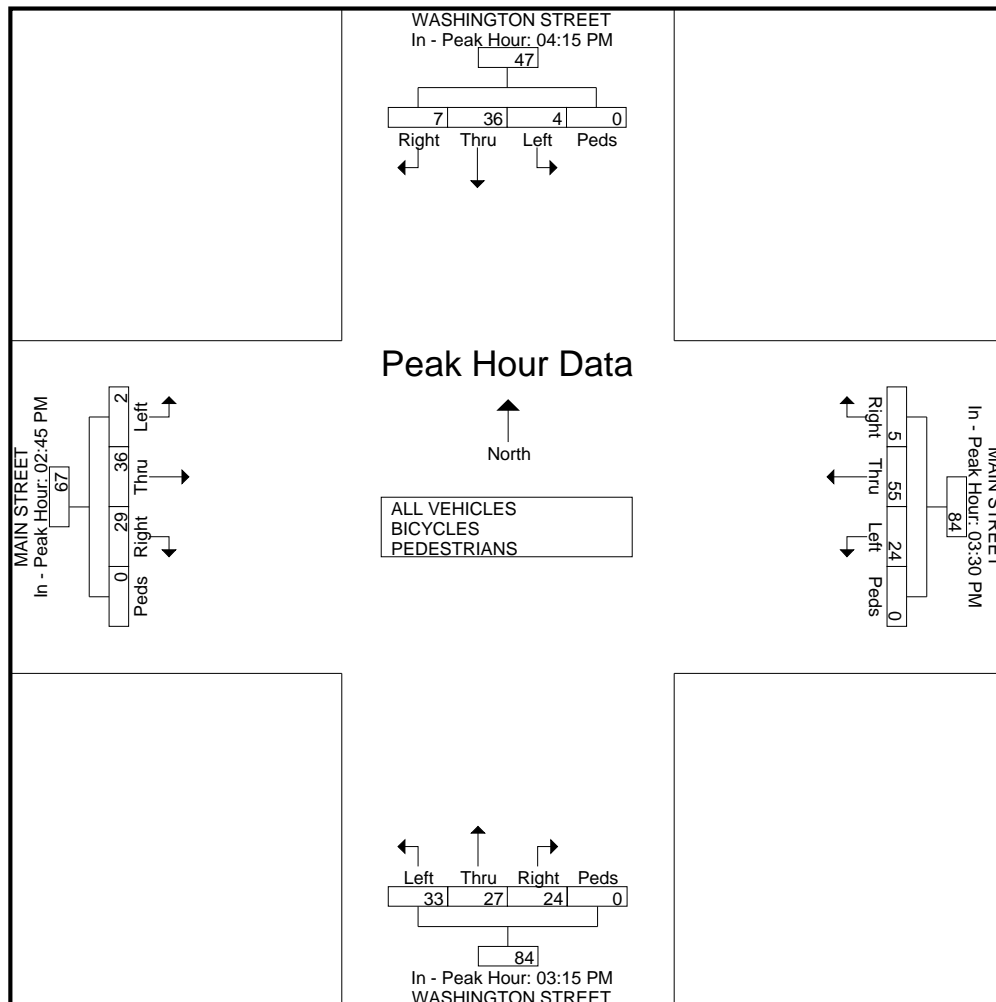 WASHINGTON STREET
In - Peak Hour: 04:15 PM
47
7 36 4 0
Right Thru Left Peds
Peak Hour Data
North
ALL VEHICLES
BICYCLES
PEDESTRIANS
MAIN STREET
In - Peak Hour: 02:45 PM
67
2 36 29 0
Left Thru Right Peds
Right Thru Left Peds
5 55 24 0
84
In - Peak Hour: 03:30 PM
MAIN STREET
Left Thru Right Peds
33 27 24 0
84
In - Peak Hour: 03:15 PM
WASHINGTON STREET